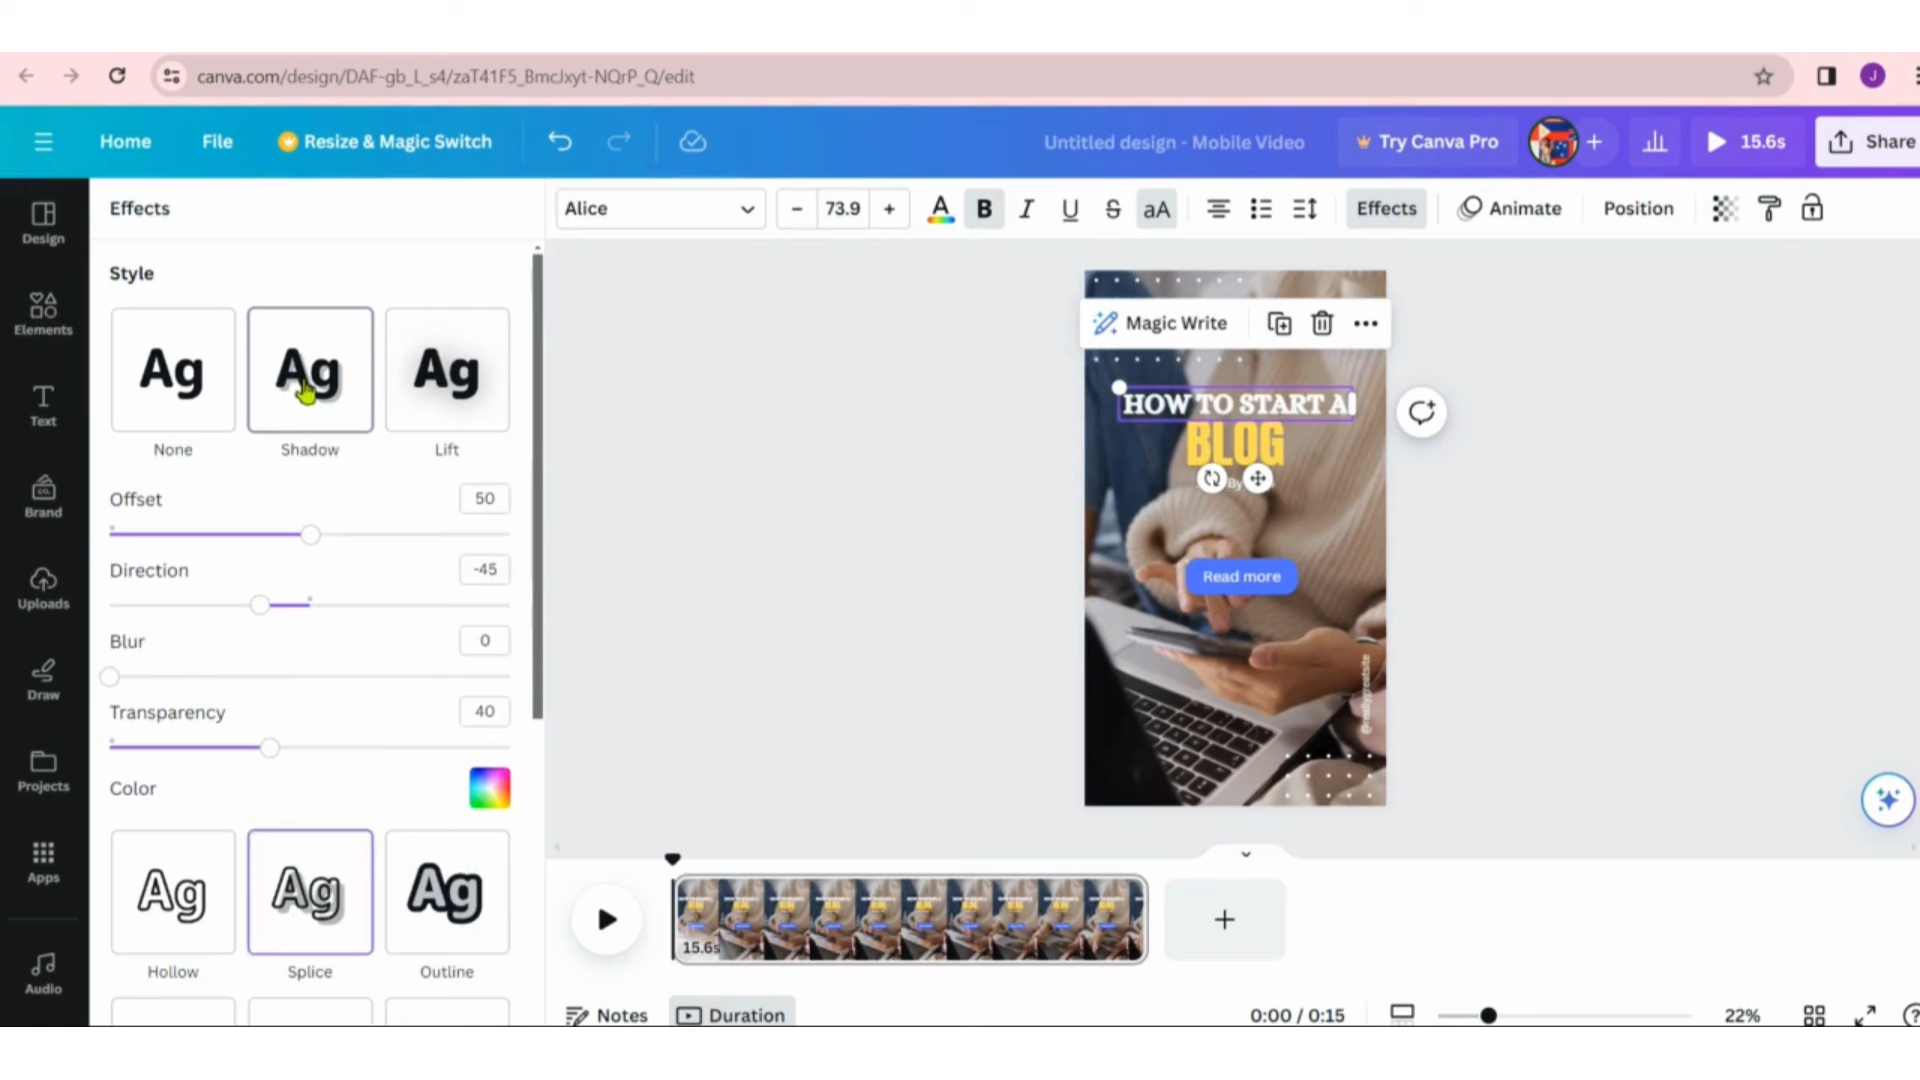 canva.com/design/DAF-gb_L_s4/zaT41F5_BmcJxyt-NQrP_Q/edit
J
Home
File
Resize & Magic Switch
Untitled design - Mobile Video
Try Canva Pro
15.6s
Share
Design
Elements
Text
Brand
Uploads
Draw
Projects
Apps
Audio
Effects
Style
Ag
Ag
Ag
None
Shadow
Lift
Offset
50
Direction
-45
Blur
0
Transparency
40
Color
Ag
Ag
Ag
Hollow
Splice
Outline
Alice
– 73.9 +
A
B
I
U
S
aA
Effects
Animate
Position
Magic Write
HOW TO START A
BLOG
By
Read more
@reallygreatsite
15.6s
Notes
Duration
0:00 / 0:15
22%